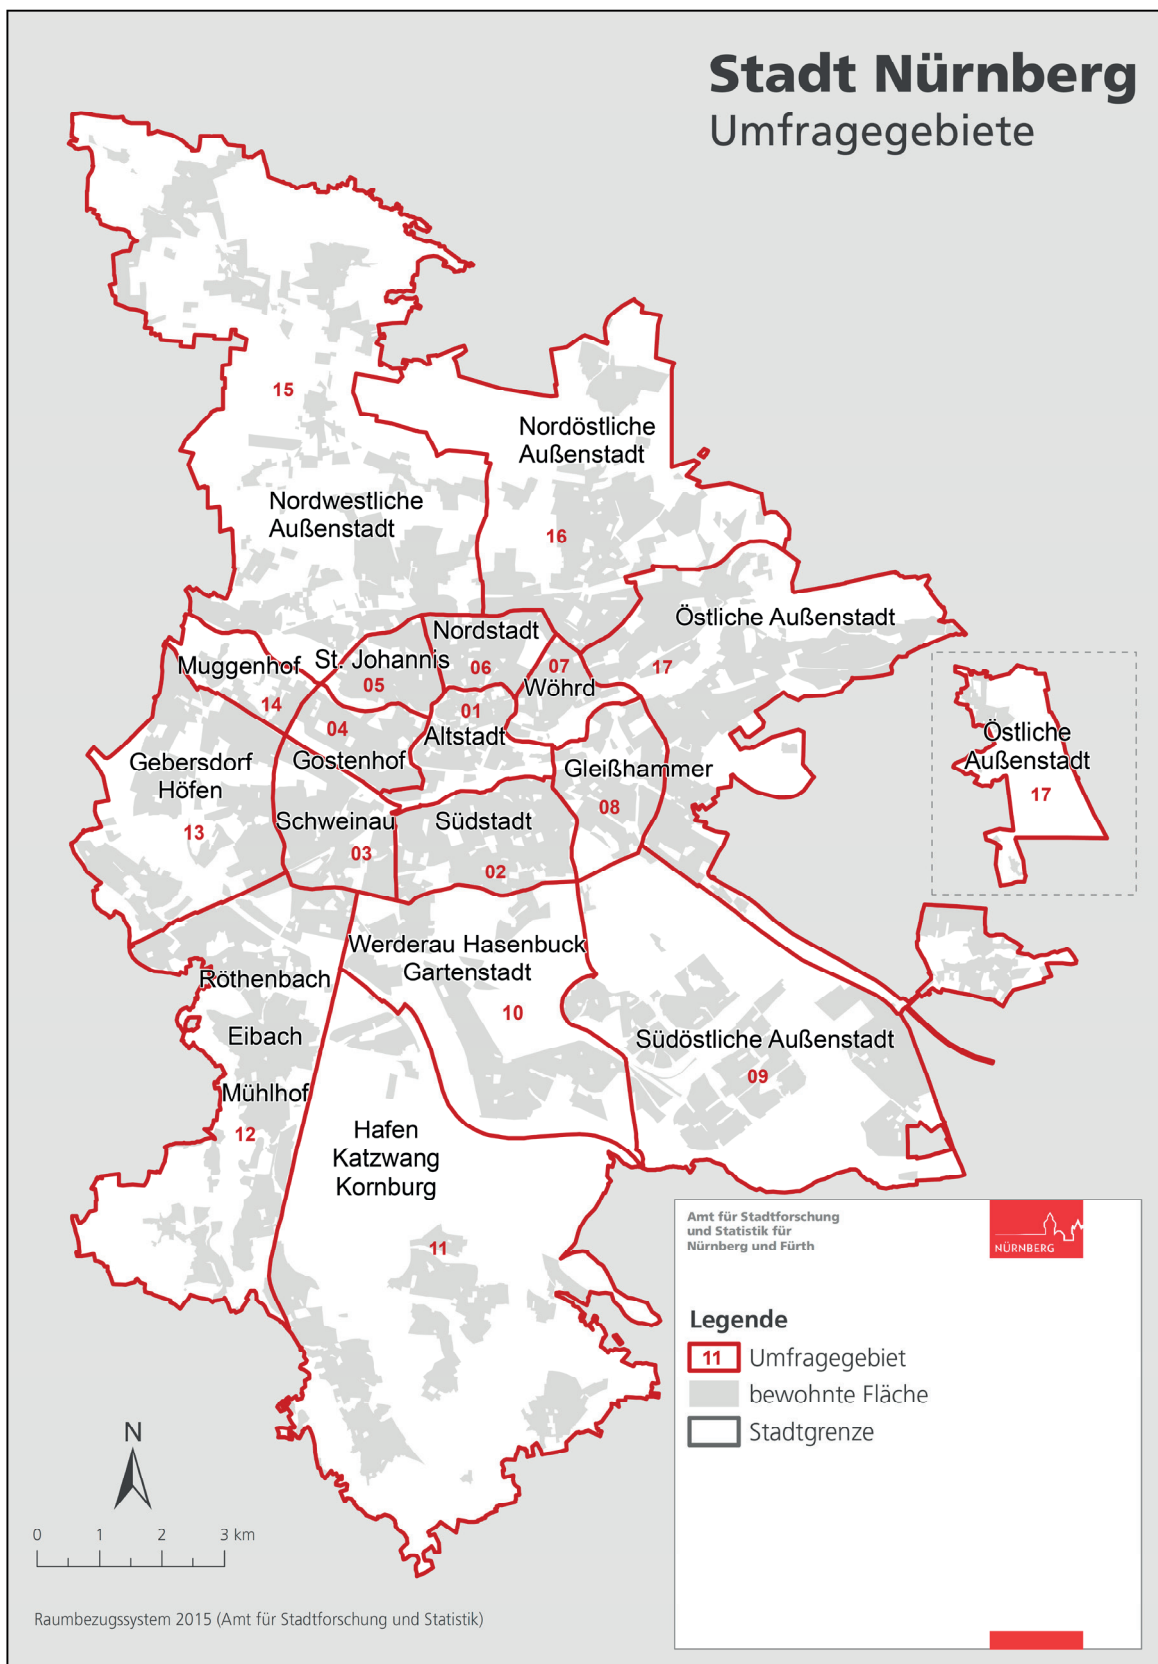 Stadt Nürnberg
Umfragegebiete
15
Nordöstliche
Außenstadt
Nordwestliche
Außenstadt
16
Östliche Außenstadt
17
Nordstadt
06
07
Wöhrd
St. Johannis
05
Muggenhof
14
04
Gostenhof
01
Altstadt
Gebersdorf
Höfen
13
Gleißhammer
08
Schweinau
03
Südstadt
02
Östliche
Außenstadt
17
Werderau Hasenbuck
Gartenstadt
10
Röthenbach
Eibach
Mühlhof
12
Südöstliche Außenstadt
09
Hafen
Katzwang
Kornburg
11
Amt für Stadtforschung
und Statistik für
Nürnberg und Fürth
NÜRNBERG
Legende
11 Umfragegebiet
bewohnte Fläche
Stadtgrenze
N
0 1 2 3 km
Raumbezugssystem 2015 (Amt für Stadtforschung und Statistik)